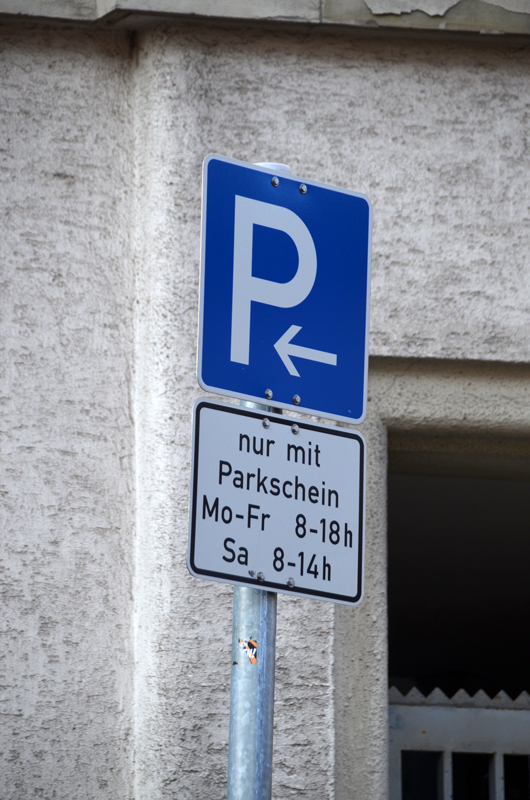 P
nur mit
Parkschein
Mo-Fr 8-18h
Sa 8-14h